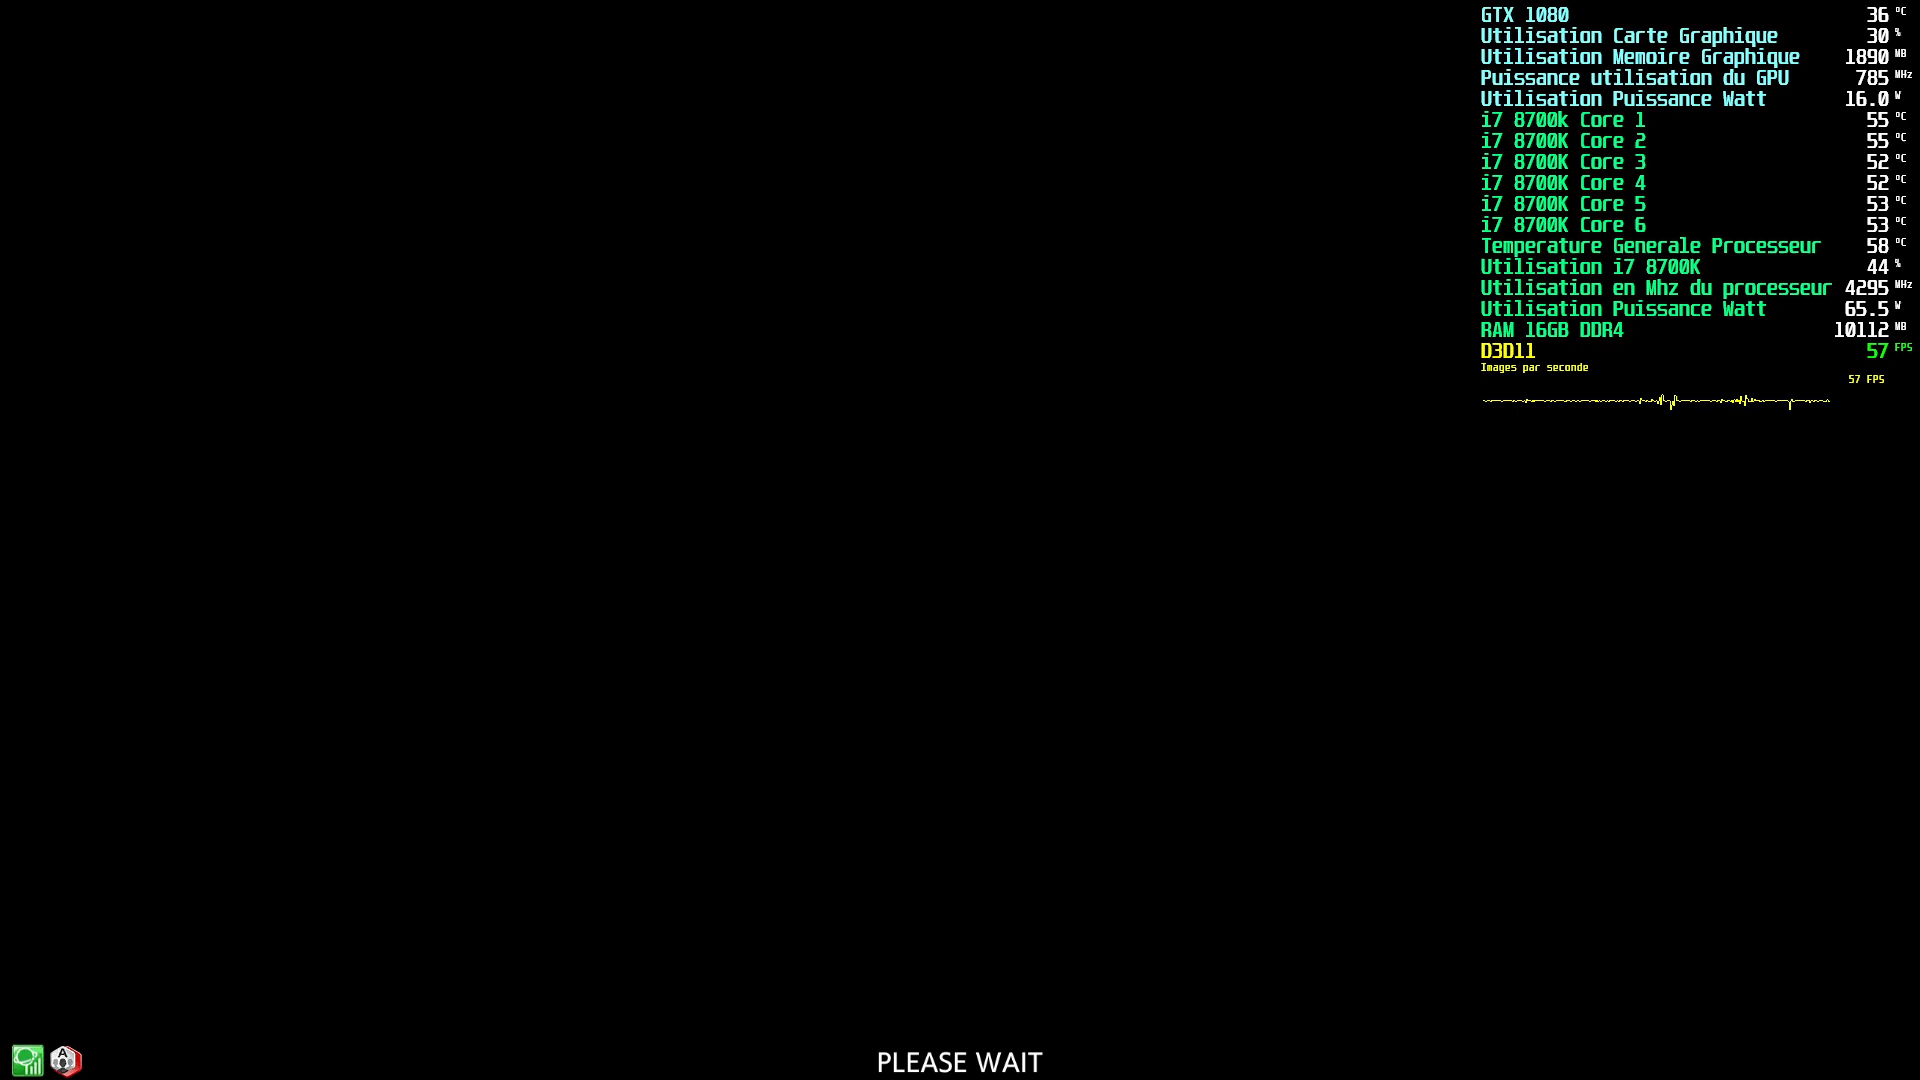 GTX 1080 36 °C
Utilisation Carte Graphique 30 %
Utilisation Memoire Graphique 1890 MB
Puissance utilisation du GPU 785 MHz
Utilisation Puissance Watt 16.0 W
i7 8700k Core 1 55 °C
i7 8700K Core 2 55 °C
i7 8700K Core 3 52 °C
i7 8700K Core 4 52 °C
i7 8700K Core 5 53 °C
i7 8700K Core 6 53 °C
Temperature Generale Processeur 58 °C
Utilisation i7 8700K 44 %
Utilisation en Mhz du processeur 4295 MHz
Utilisation Puissance Watt 65.5 W
RAM 16GB DDR4 10112 MB
D3D11 57 FPS
Images par seconde
57 FPS
A
PLEASE WAIT